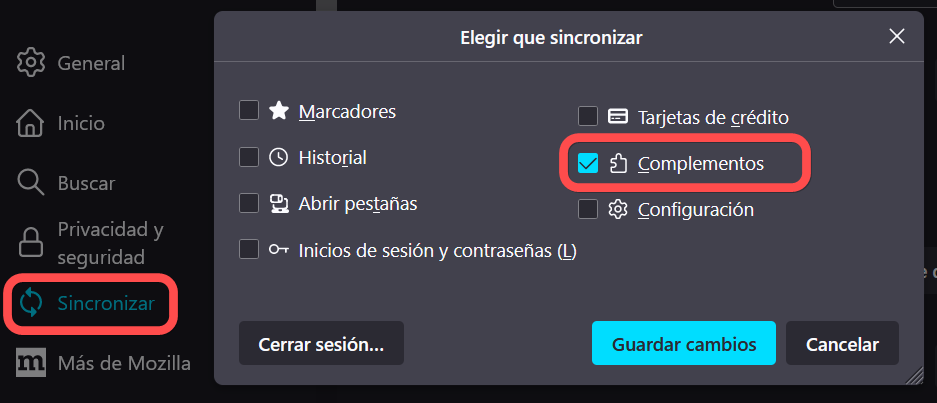 Elegir que sincronizar
General
Inicio
Buscar
Privacidad y
seguridad
Sincronizar
m
Más de Mozilla
Marcadores
Historial
Abrir pestañas
Inicios de sesión y contraseñas (L)
Tarjetas de crédito
Complementos
Configuración
Cerrar sesión...
Guardar cambios
Cancelar